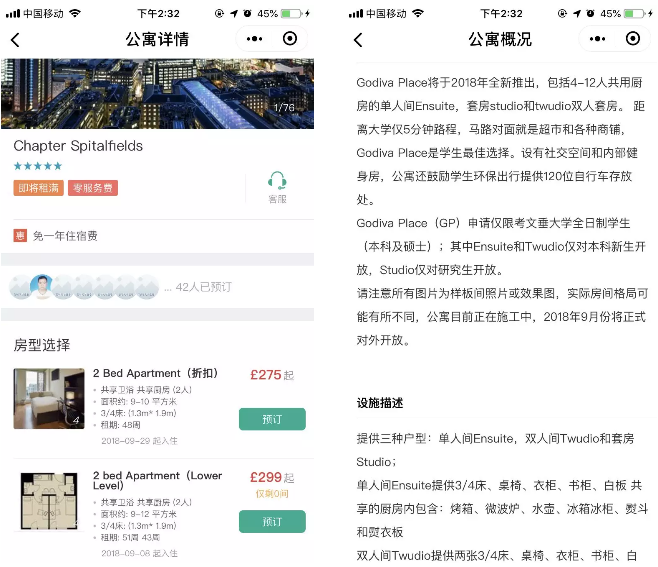 中国移动
下午2:32
45%
公寓详情
1/76
Chapter Spitalfields
即将租满 零服务费
客服
惠 免一年住宿费
... 42人已预订
房型选择
2 Bed Apartment（折扣）
£275起
共享卫浴 共享厨房 (2人)
面积约: 9-10 平方米
3/4床: (1.3m* 1.9m)
租期: 48周
预订
4
2018-09-29 起入住
2 bed Apartment（Lower Level）
£299起
仅剩0间
共享卫浴 共享厨房 (2人)
面积约: 9-12 平方米
3/4床: (1.3m* 1.9m)
租期: 51周 43周
预订
2
2018-09-08 起入住
中国移动
下午2:32
45%
公寓概况
Godiva Place将于2018年全新推出，包括4-12人共用厨
房的单人间Ensuite，套房studio和twudio双人套房。 距
离大学仅5分钟路程，马路对面就是超市和各种商铺，
Godiva Place是学生最佳选择。设有社交空间和内部健
身房，公寓还鼓励学生环保出行提供120位自行车存放
处。
Godiva Place（GP）申请仅限考文垂大学全日制学生
（本科及硕士）；其中Ensuite和Twudio仅对本科新生开
放，Studio仅对研究生开放。
请注意所有图片为样板间照片或效果图，实际房间格局可
能有所不同，公寓目前正在施工中，2018年9月份将正式
对外开放。
设施描述
提供三种户型：单人间Ensuite，双人间Twudio和套房
Studio；
单人间Ensuite提供3/4床、桌椅、衣柜、书柜、白板 共
享的厨房内包含：烤箱、微波炉、水壶、冰箱冰柜、熨斗
和熨衣板
双人间Twudio提供两张3/4床、桌椅、衣柜、书柜、白